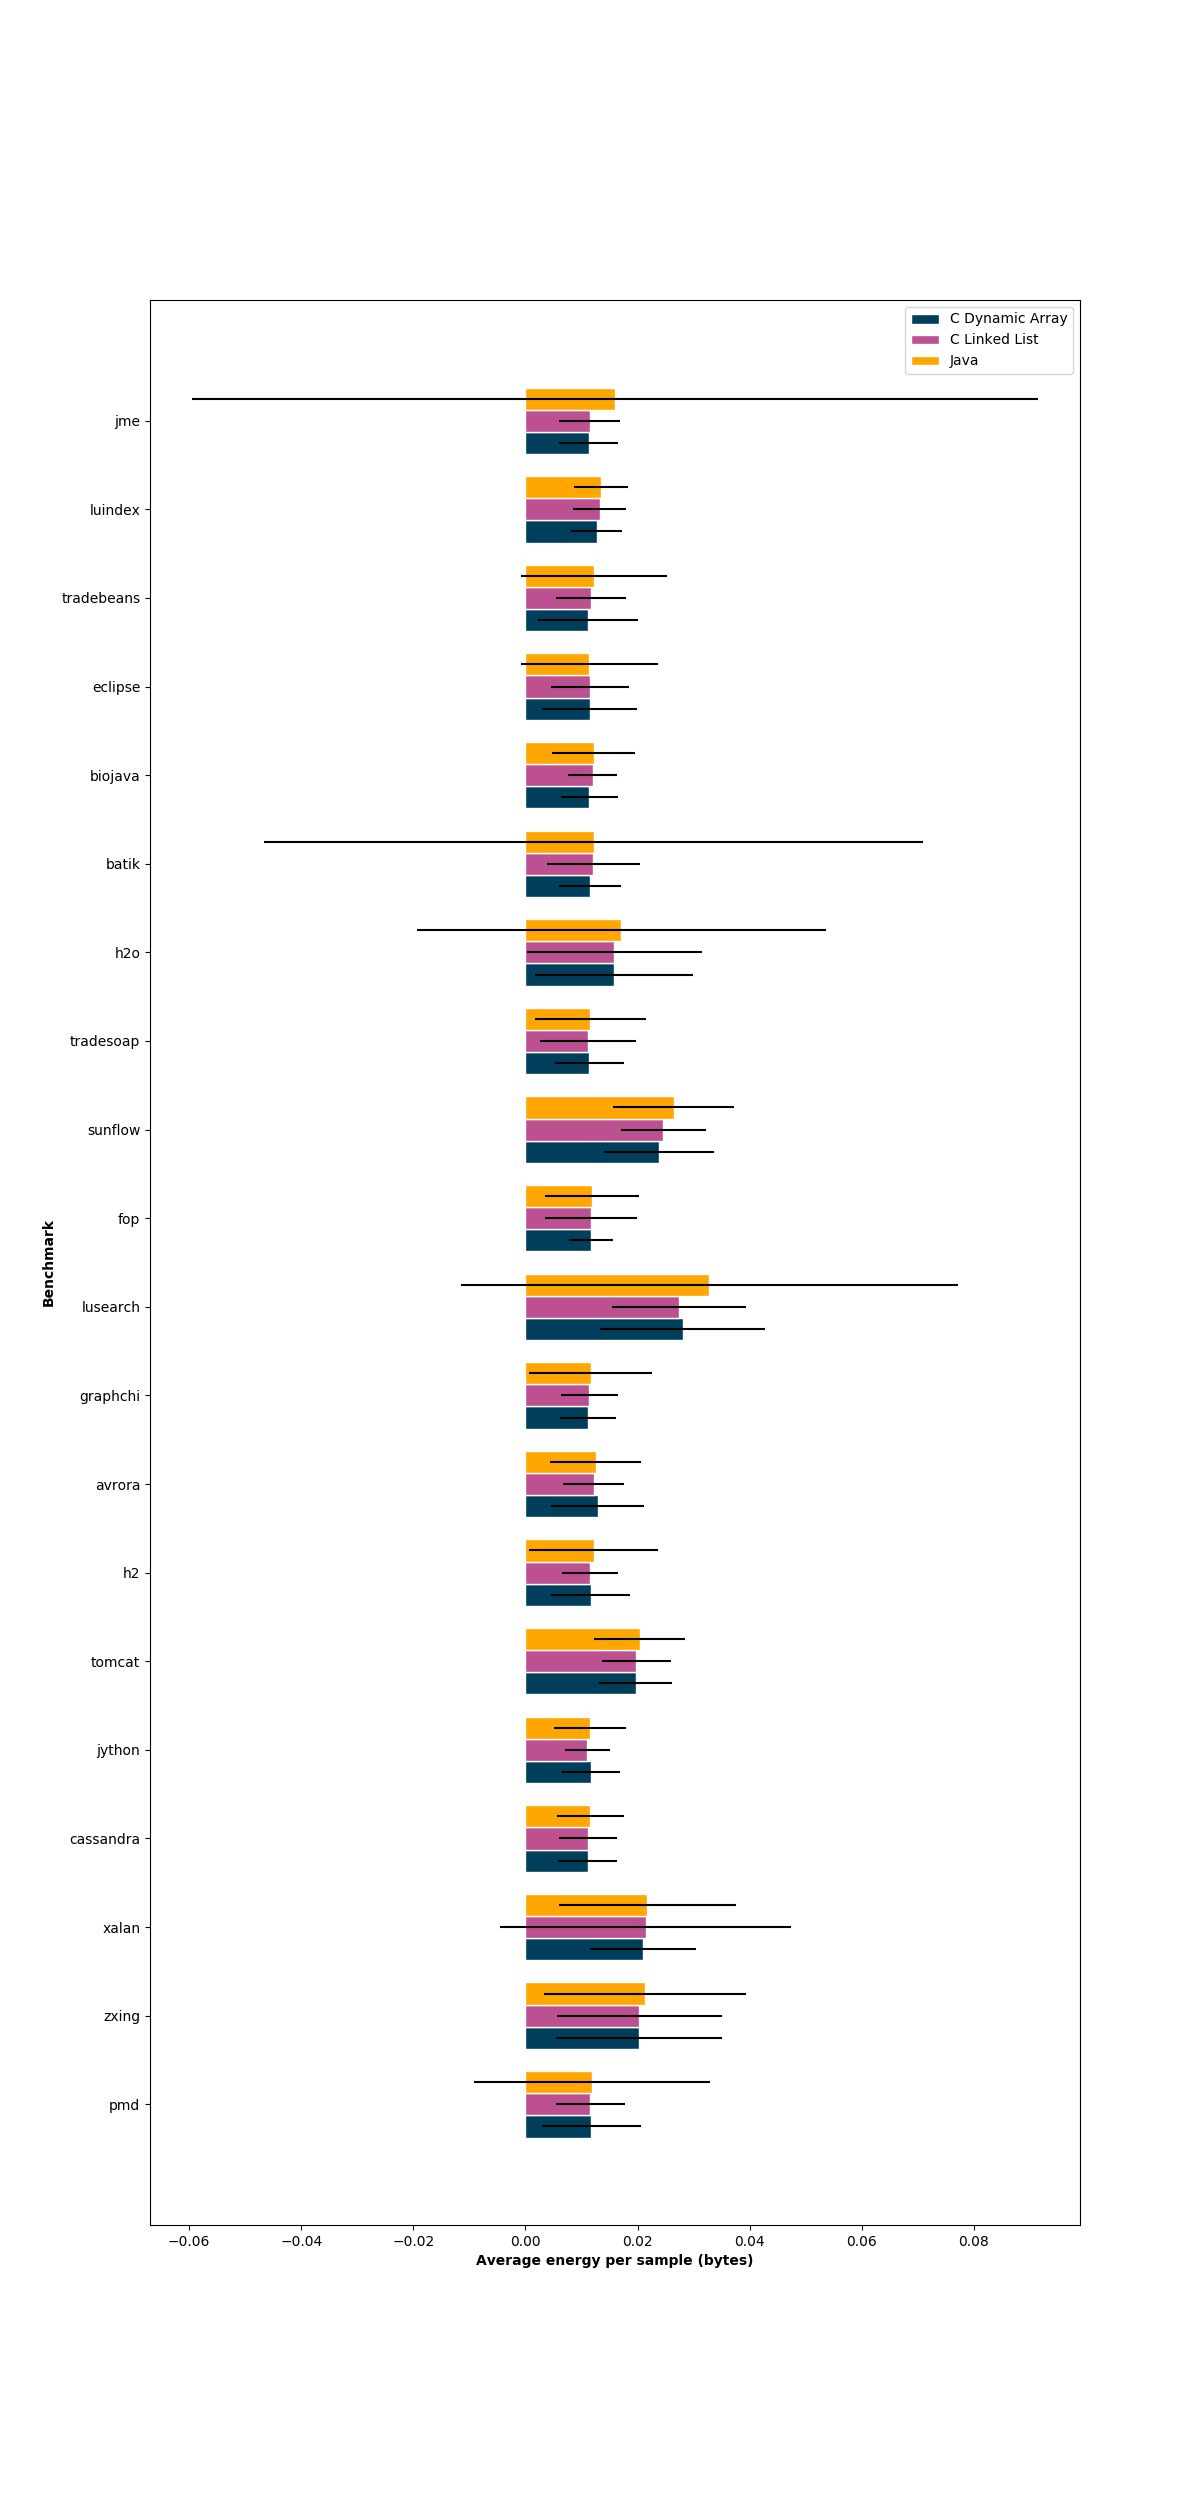 C Dynamic Array
C Linked List
Java
jme
luindex
tradebeans
eclipse
biojava
batik
h2o
tradesoap
sunflow
fop
lusearch
graphchi
avrora
h2
tomcat
jython
cassandra
xalan
zxing
pmd
Benchmark
−0.06 −0.04 −0.02 0.00 0.02 0.04 0.06 0.08
Average energy per sample (bytes)